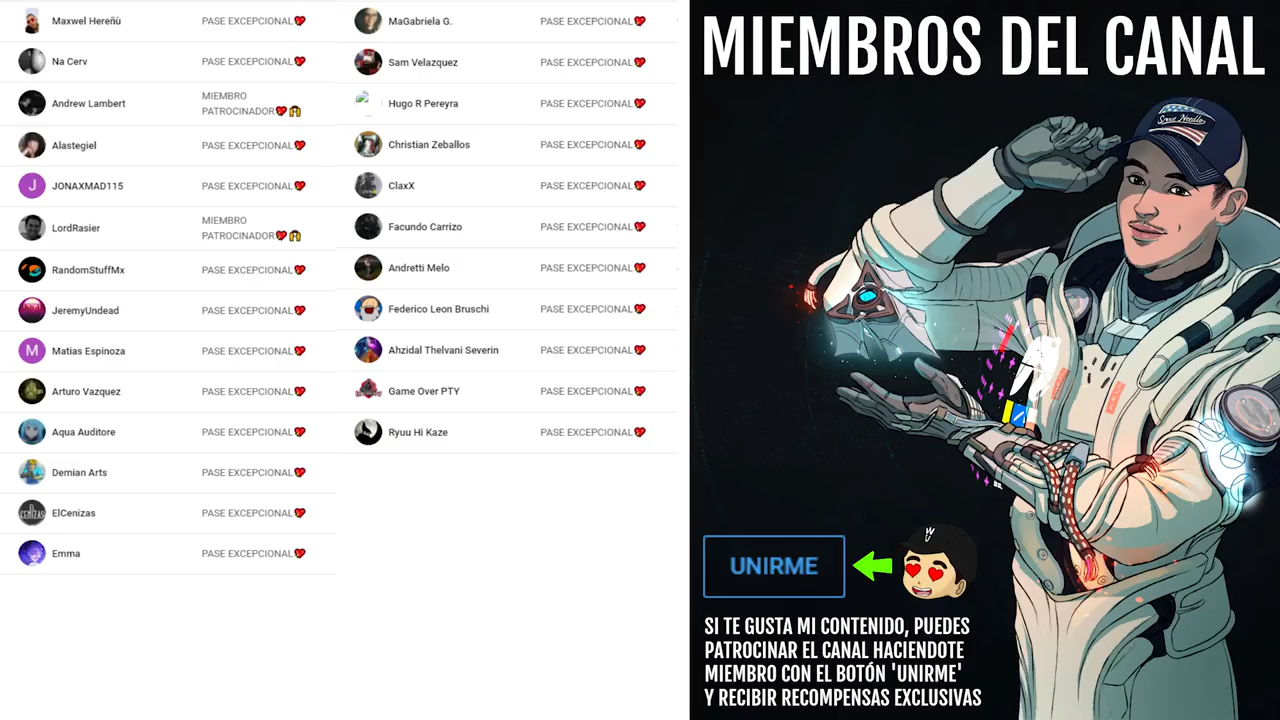 Maxwel Hereñù
PASE EXCEPCIONAL
Na Cerv
PASE EXCEPCIONAL
Andrew Lambert
MIEMBRO
PATROCINADOR
Alastegiel
PASE EXCEPCIONAL
J
JONAXMAD115
PASE EXCEPCIONAL
LordRasier
MIEMBRO
PATROCINADOR
RandomStuffMx
PASE EXCEPCIONAL
JeremyUndead
PASE EXCEPCIONAL
M
Matias Espinoza
PASE EXCEPCIONAL
Arturo Vazquez
PASE EXCEPCIONAL
Aqua Auditore
PASE EXCEPCIONAL
Demian Arts
PASE EXCEPCIONAL
EL
CENIZAS
ElCenizas
PASE EXCEPCIONAL
Emma
PASE EXCEPCIONAL
MaGabriela G.
PASE EXCEPCIONAL
Sam Velazquez
PASE EXCEPCIONAL
Hugo R Pereyra
PASE EXCEPCIONAL
Christian Zeballos
PASE EXCEPCIONAL
ClaxX
PASE EXCEPCIONAL
Facundo Carrizo
PASE EXCEPCIONAL
Andretti Melo
PASE EXCEPCIONAL
Federico Leon Bruschi
PASE EXCEPCIONAL
Ahzidal Thelvani Severin
PASE EXCEPCIONAL
Game Over PTY
PASE EXCEPCIONAL
Ryuu Hi Kaze
PASE EXCEPCIONAL
MIEMBROS DEL CANAL
Space Needle
UNIRME
SI TE GUSTA MI CONTENIDO, PUEDES
PATROCINAR EL CANAL HACIENDOTE
MIEMBRO CON EL BOTÓN 'UNIRME'
Y RECIBIR RECOMPENSAS EXCLUSIVAS